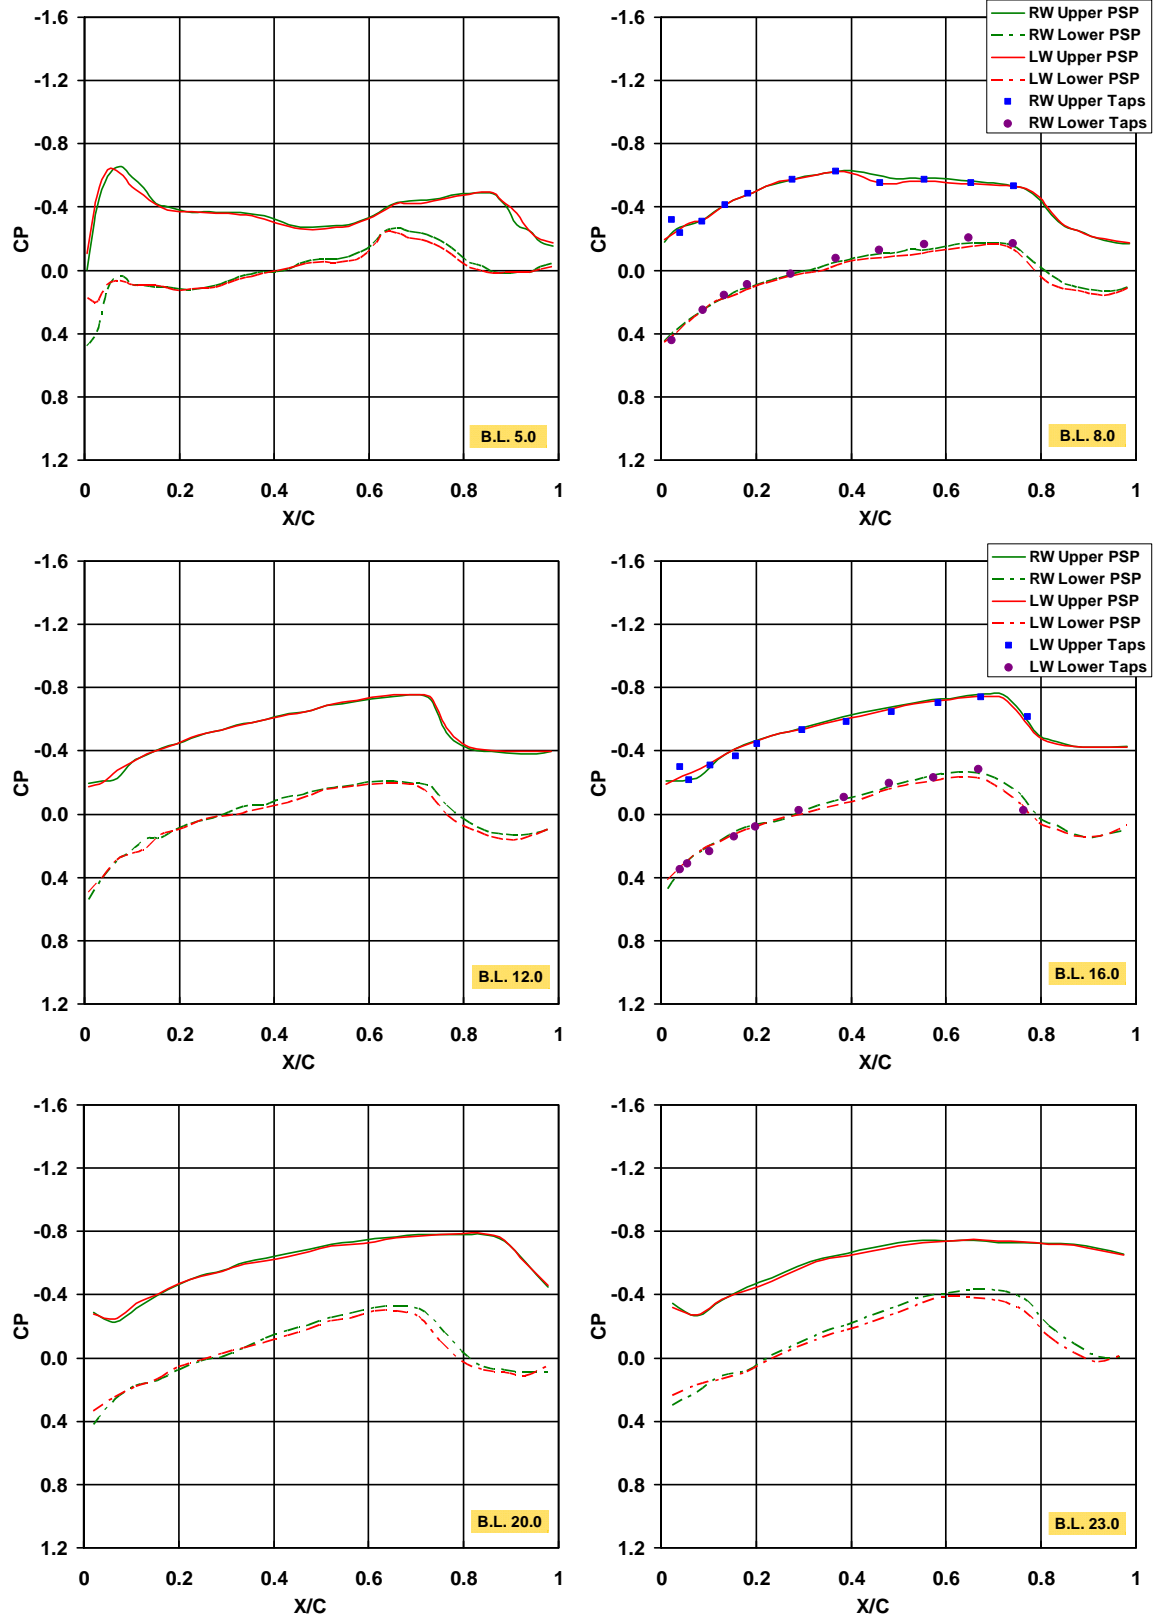 -1.6
-1.2
-0.8
-0.4
0.0
0.4
0.8
1.2
CP
0 0.2 0.4 0.6 0.8 1
X/C
B.L. 5.0
-1.6
-1.2
-0.8
-0.4
0.0
0.4
0.8
1.2
CP
0 0.2 0.4 0.6 0.8 1
X/C
B.L. 8.0
RW Upper PSP
RW Lower PSP
LW Upper PSP
LW Lower PSP
RW Upper Taps
RW Lower Taps
-1.6
-1.2
-0.8
-0.4
0.0
0.4
0.8
1.2
CP
0 0.2 0.4 0.6 0.8 1
X/C
B.L. 12.0
-1.6
-1.2
-0.8
-0.4
0.0
0.4
0.8
1.2
CP
0 0.2 0.4 0.6 0.8 1
X/C
B.L. 16.0
RW Upper PSP
RW Lower PSP
LW Upper PSP
LW Lower PSP
LW Upper Taps
LW Lower Taps
-1.6
-1.2
-0.8
-0.4
0.0
0.4
0.8
1.2
CP
0 0.2 0.4 0.6 0.8 1
X/C
B.L. 20.0
-1.6
-1.2
-0.8
-0.4
0.0
0.4
0.8
1.2
CP
0 0.2 0.4 0.6 0.8 1
X/C
B.L. 23.0